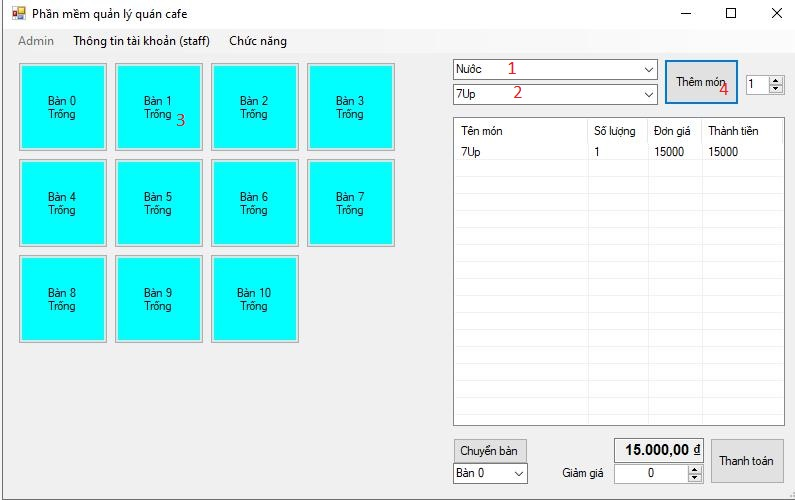 Phần mềm quản lý quán cafe
Admin Thông tin tài khoản (staff) Chức năng
Bàn 0
Trống
Bàn 1
Trống 3
Bàn 2
Trống
Bàn 3
Trống
Bàn 4
Trống
Bàn 5
Trống
Bàn 6
Trống
Bàn 7
Trống
Bàn 8
Trống
Bàn 9
Trống
Bàn 10
Trống
Nước 1
7Up 2
Thêm món 4
1
Tên món Số lượng Đơn giá Thành tiền
7Up 1 15000 15000
Chuyển bàn
Bàn 0
15.000,00 ₫
Giảm giá 0
Thanh toán